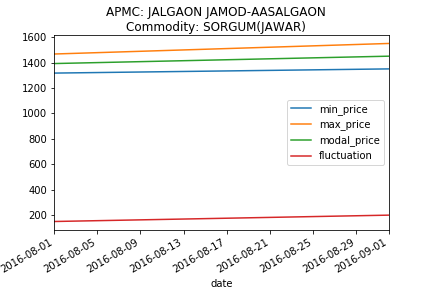 APMC: JALGAON JAMOD-AASALGAON
Commodity: SORGUM(JAWAR)
1600
1400
1200
1000
800
600
400
200
min_price
max_price
modal_price
fluctuation
2016-08-01
2016-08-05
2016-08-09
2016-08-13
2016-08-17
2016-08-21
2016-08-25
2016-08-29
2016-09-01
date